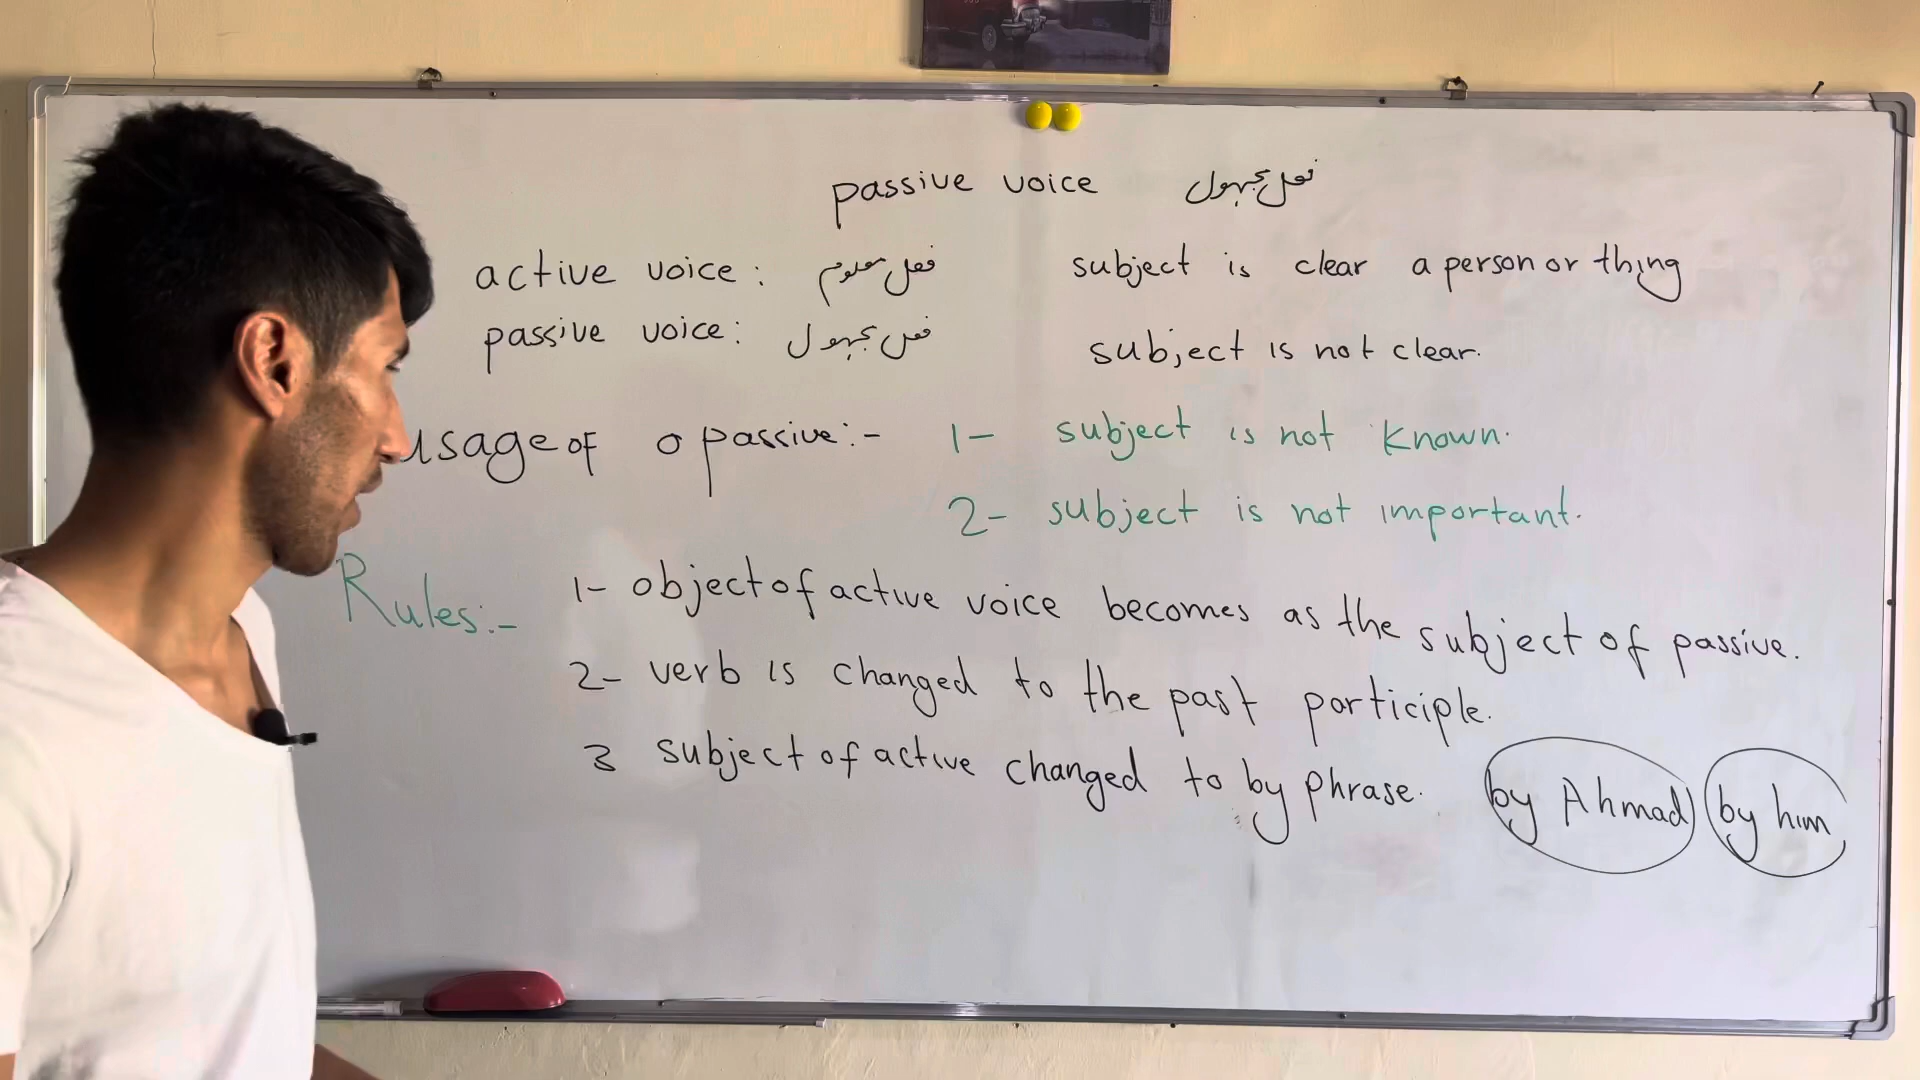 passive voice فعل مجهول
active voice: فعل معلوم subject is clear a person or thing
passive voice: فعل مجهول subject is not clear.
usage of o passive:- 1- subject is not known.
2- subject is not important.
Rules:- 1- object of active voice becomes as the subject of passive.
2- verb is changed to the past participle.
3 subject of active changed to by phrase. by Ahmad by him